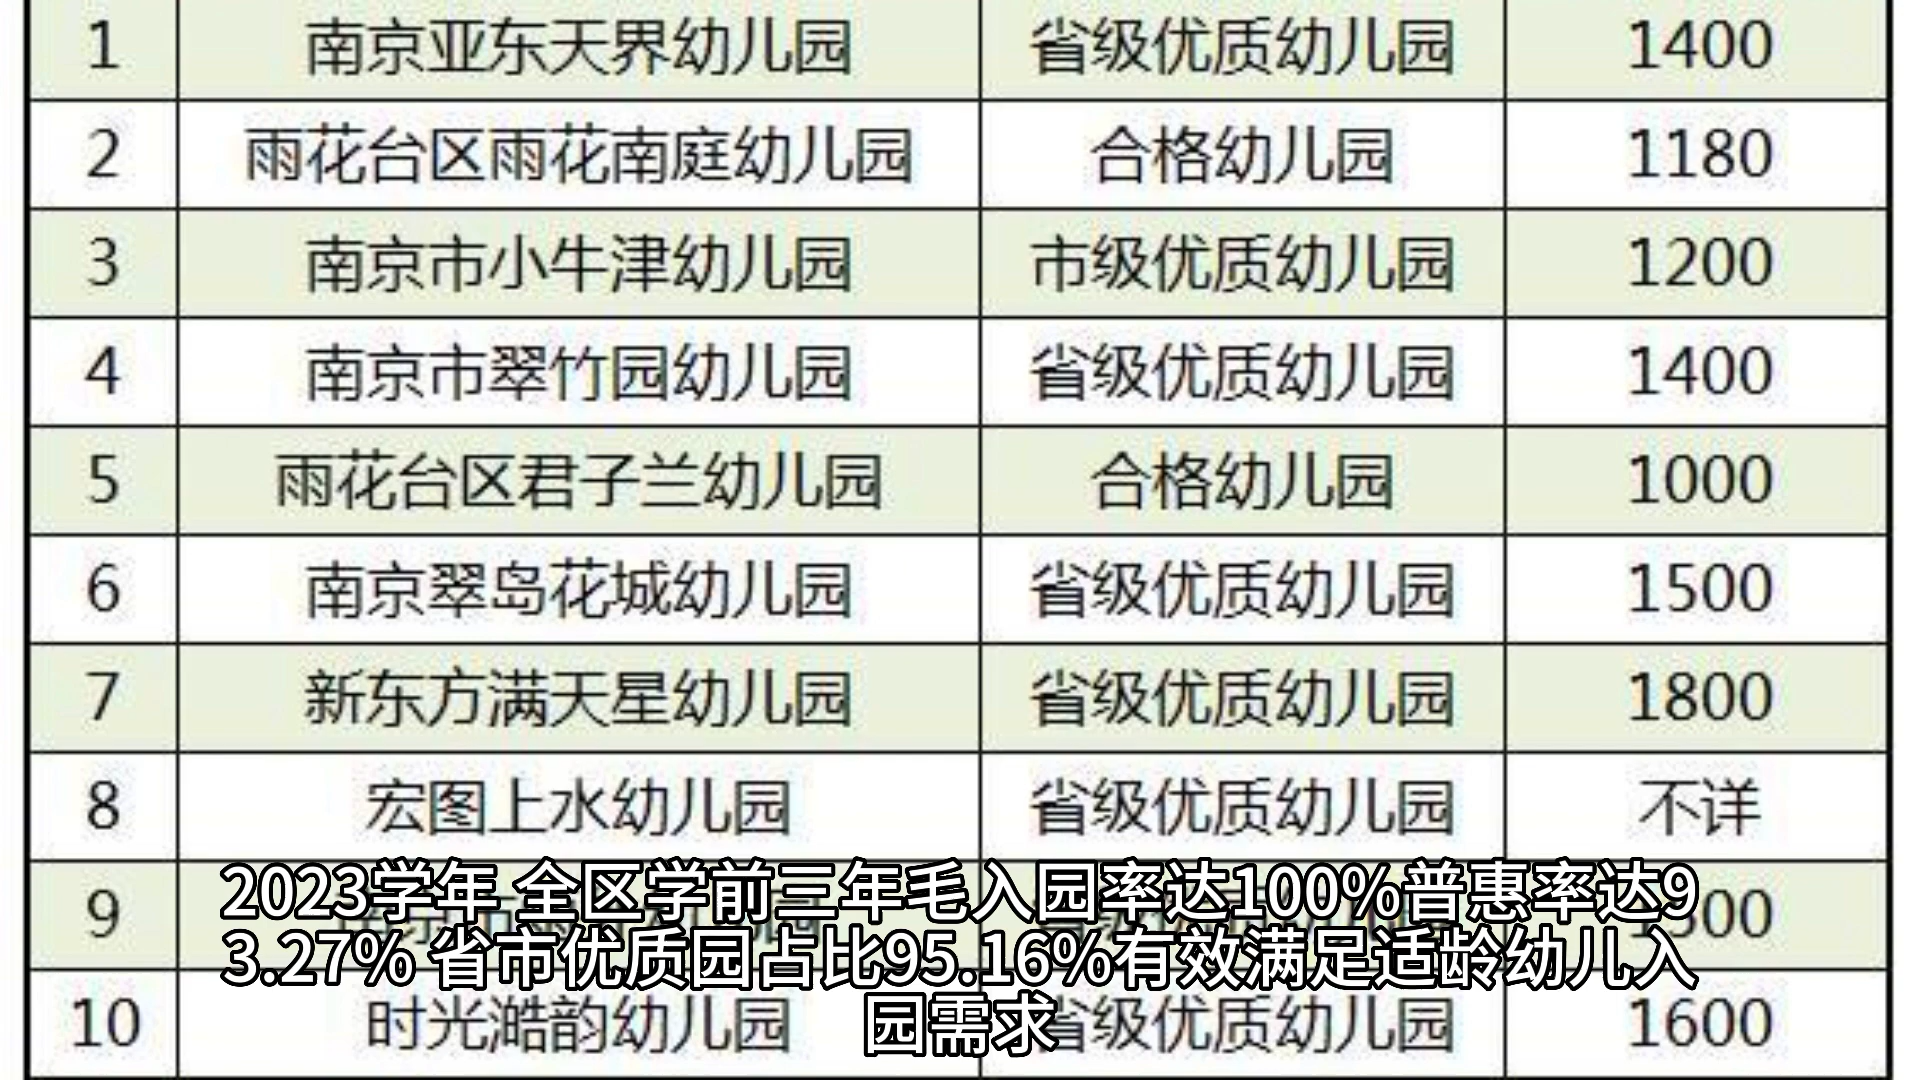 1 南京亚东天界幼儿园 省级优质幼儿园 1400
2 雨花台区雨花南庭幼儿园 合格幼儿园 1180
3 南京市小牛津幼儿园 市级优质幼儿园 1200
4 南京市翠竹园幼儿园 省级优质幼儿园 1400
5 雨花台区君子兰幼儿园 合格幼儿园 1000
6 南京翠岛花城幼儿园 省级优质幼儿园 1500
7 新东方满天星幼儿园 省级优质幼儿园 1800
8 宏图上水幼儿园 省级优质幼儿园 不详
9
10 时光澔韵幼儿园 省级优质幼儿园 1600
2023学年 全区学前三年毛入园率达100%普惠率达9
3.27% 省市优质园占比95.16%有效满足适龄幼儿入
园需求